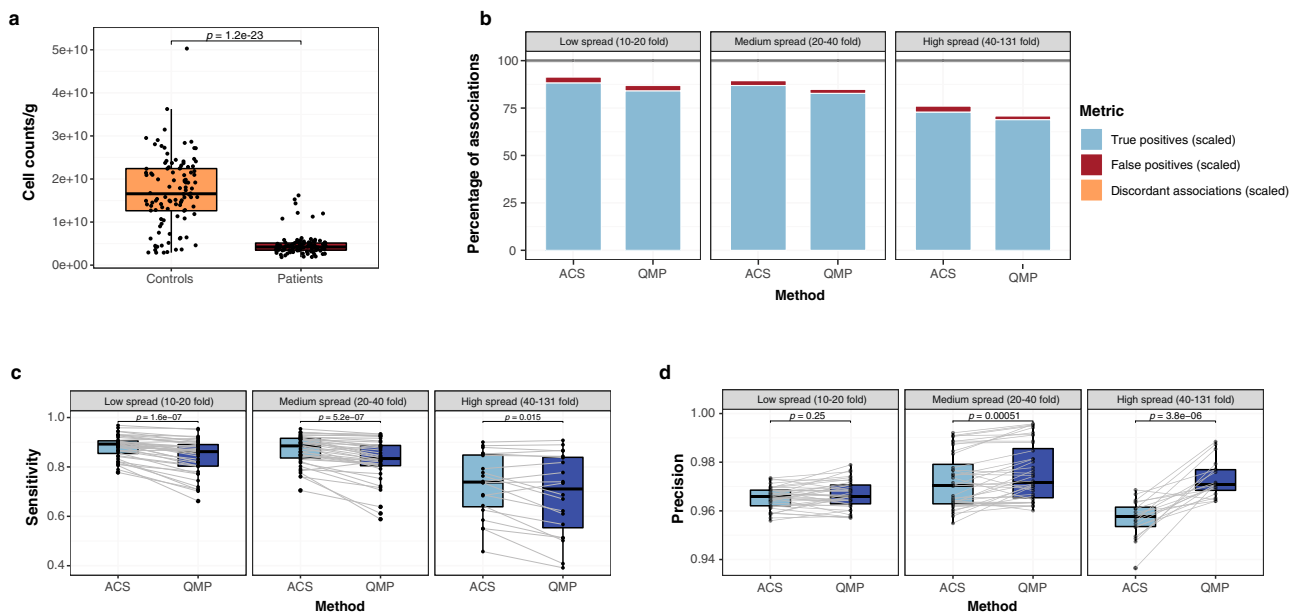 a
p = 1.2e-23
5e+10
4e+10
3e+10
2e+10
1e+10
0e+00
Cell counts/g
Controls
Patients
b
Low spread (10-20 fold)
Medium spread (20-40 fold)
High spread (40-131 fold)
100
75
50
25
0
Percentage of associations
ACS
QMP
ACS
QMP
ACS
QMP
Method
Metric
True positives (scaled)
False positives (scaled)
Discordant associations (scaled)
c
Low spread (10-20 fold)
Medium spread (20-40 fold)
High spread (40-131 fold)
p = 1.6e-07
p = 5.2e-07
p = 0.015
1.0
0.8
0.6
0.4
Sensitivity
ACS
QMP
ACS
QMP
ACS
QMP
Method
d
Low spread (10-20 fold)
Medium spread (20-40 fold)
High spread (40-131 fold)
p = 0.25
p = 0.00051
p = 3.8e-06
1.00
0.98
0.96
0.94
Precision
ACS
QMP
ACS
QMP
ACS
QMP
Method